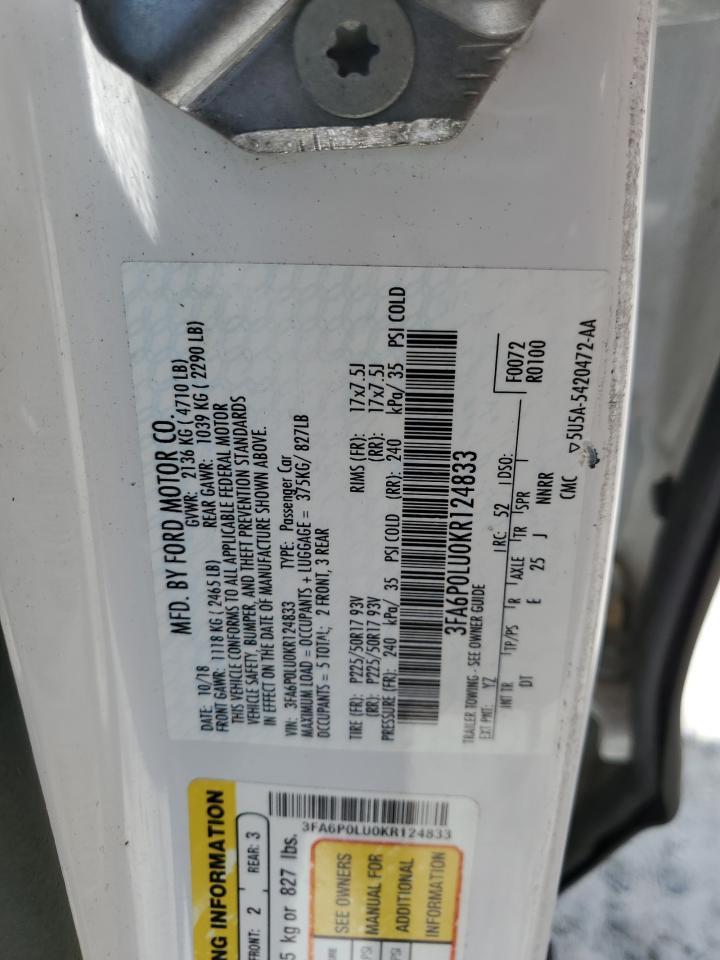 MFD. BY FORD MOTOR CO.
DATE: 10/18 GVWR: 2136 KG ( 4710 LB)
FRONT GAWR: 1118 KG ( 2465 LB) REAR GAWR: 1039 KG ( 2290 LB)
THIS VEHICLE CONFORMS TO ALL APPLICABLE FEDERAL MOTOR
VEHICLE SAFETY, BUMPER, AND THEFT PREVENTION STANDARDS
IN EFFECT ON THE DATE OF MANUFACTURE SHOWN ABOVE.
VIN: 3FA6P0LU0KR124833 TYPE: Passenger Car
MAXIMUM LOAD = OCCUPANTS + LUGGAGE = 375KG/ 827LB
OCCUPANTS = 5 TOTAL; 2 FRONT, 3 REAR
TIRE (FR): P225/50R17 93V RIMS (FR): 17x7.5J
(RR): P225/50R17 93V (RR): 17x7.5J
PRESSURE (FR): 240 kPa/ 35 PSI COLD (RR): 240 kPa/ 35 PSI COLD
3FA6P0LU0KR124833
TRAILER TOWING - SEE OWNER GUIDE
EXT PNT: YZ RC: 52 DSO: F0072
R0100
INT TR TP/PS R AXLE TR SPR
DT E 25 J NNRR
CMC ▽5U5A-5420472-AA
NG INFORMATION
FRONT: 2 REAR: 3
5 kg or 827 lbs.
3FA6P0LU0KR124833
SEE OWNERS
MANUAL FOR
ADDITIONAL
INFORMATION
PSI
PSI